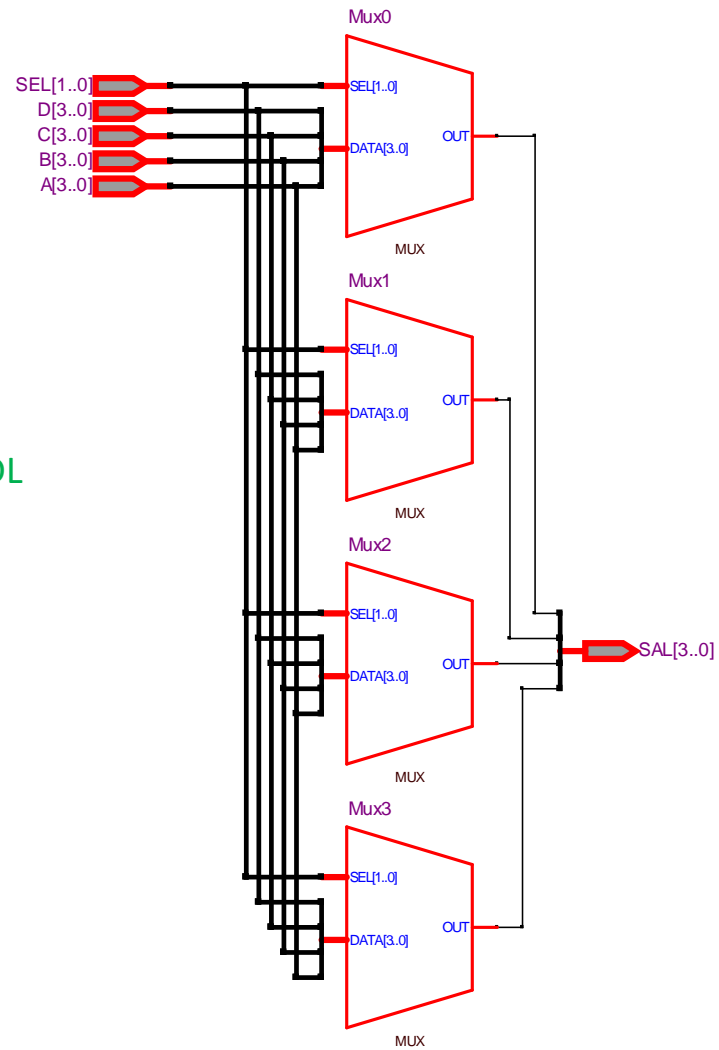 Mux0
SEL[1..0]
D[3..0]
C[3..0]
B[3..0]
A[3..0]
SEL[1..0]
DATA[3..0]
OUT
MUX
Mux1
SEL[1..0]
DATA[3..0]
OUT
MUX
DL
Mux2
SEL[1..0]
DATA[3..0]
OUT
MUX
SAL[3..0]
Mux3
SEL[1..0]
DATA[3..0]
OUT
MUX